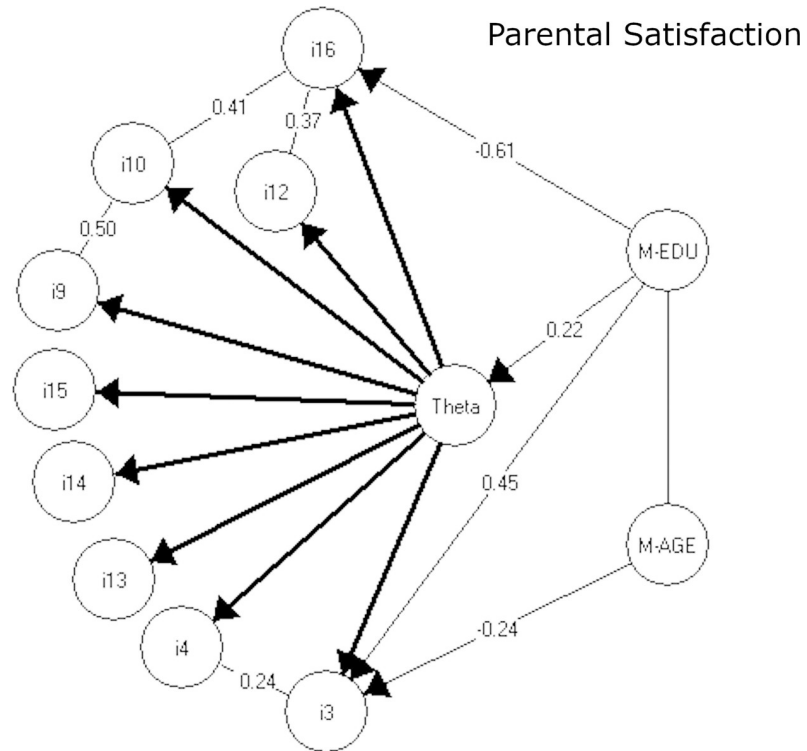 Parental Satisfaction
i16
0.41
0.37
i10
-0.61
i12
0.50
M-EDU
i9
0.22
i15
Theta
i14
0.45
M-AGE
i13
-0.24
i4
0.24
i3